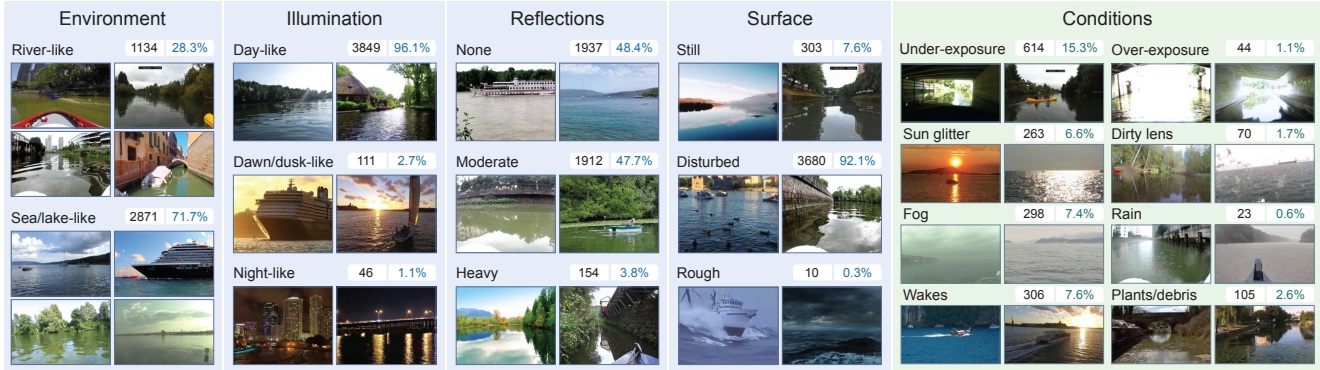 Environment
River-like 1134 28.3%
Sea/lake-like 2871 71.7%
Illumination
Day-like 3849 96.1%
Dawn/dusk-like 111 2.7%
Night-like 46 1.1%
Reflections
None 1937 48.4%
Moderate 1912 47.7%
Heavy 154 3.8%
Surface
Still 303 7.6%
Disturbed 3680 92.1%
Rough 10 0.3%
Conditions
Under-exposure 614 15.3%
Over-exposure 44 1.1%
Sun glitter 263 6.6%
Dirty lens 70 1.7%
Fog 298 7.4%
Rain 23 0.6%
Wakes 306 7.6%
Plants/debris 105 2.6%